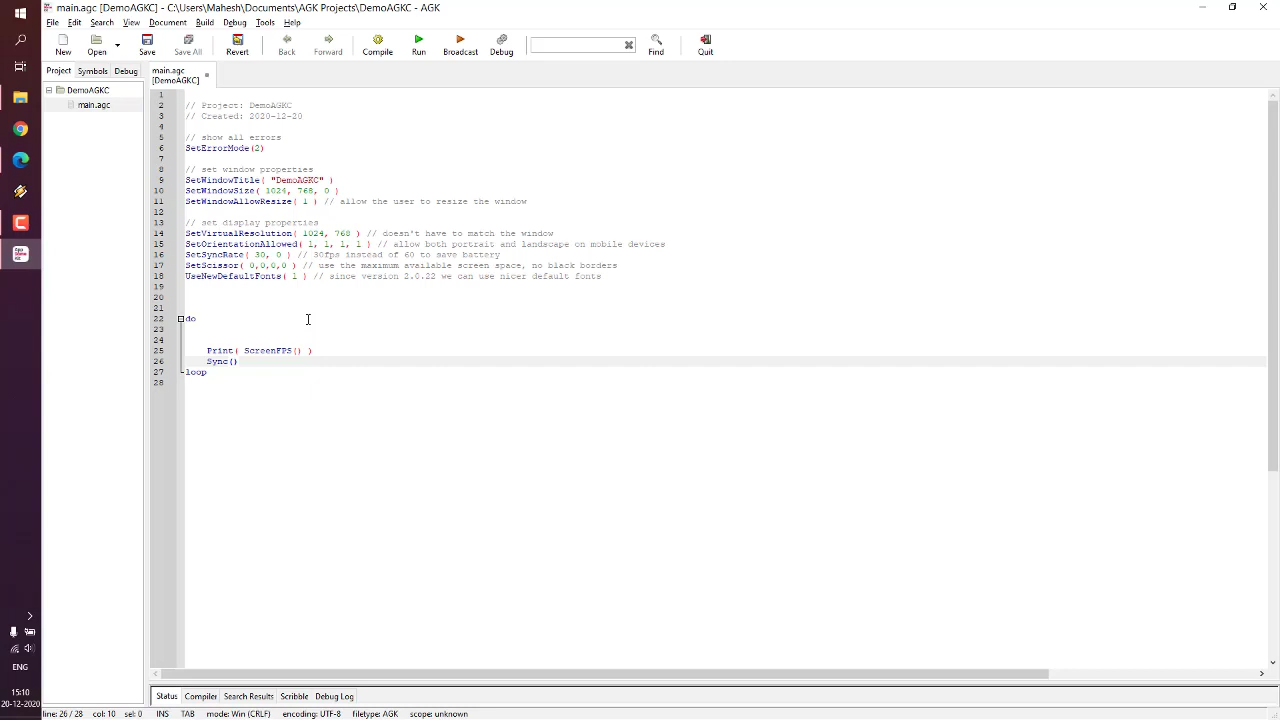 main.agc [DemoAGKC] - C:\Users\Mahesh\Documents\AGK Projects\DemoAGKC - AGK
File Edit Search View Document Build Debug Tools Help
New Open Save Save All Revert Back Forward Compile Run Broadcast Debug Find Quit
Project Symbols Debug
main.agc
[DemoAGKC]
DemoAGKC
main.agc
1
2 // Project: DemoAGKC
3 // Created: 2020-12-20
4
5 // show all errors
6 SetErrorMode(2)
7
8 // set window properties
9 SetWindowTitle( "DemoAGKC" )
10 SetWindowSize( 1024, 768, 0 )
11 SetWindowAllowResize( 1 ) // allow the user to resize the window
12
13 // set display properties
14 SetVirtualResolution( 1024, 768 ) // doesn't have to match the window
15 SetOrientationAllowed( 1, 1, 1, 1 ) // allow both portrait and landscape on mobile devices
16 SetSyncRate( 30, 0 ) // 30fps instead of 60 to save battery
17 SetScissor( 0,0,0,0 ) // use the maximum available screen space, no black borders
18 UseNewDefaultFonts( 1 ) // since version 2.0.22 we can use nicer default fonts
19
20
21
22 do
23
24
25 Print( ScreenFPS() )
26 Sync()
27 loop
28
ENG
15:10
20-12-2020
Status Compiler Search Results Scribble Debug Log
line: 26 / 28 col: 10 sel: 0 INS TAB mode: Win (CRLF) encoding: UTF-8 filetype: AGK scope: unknown